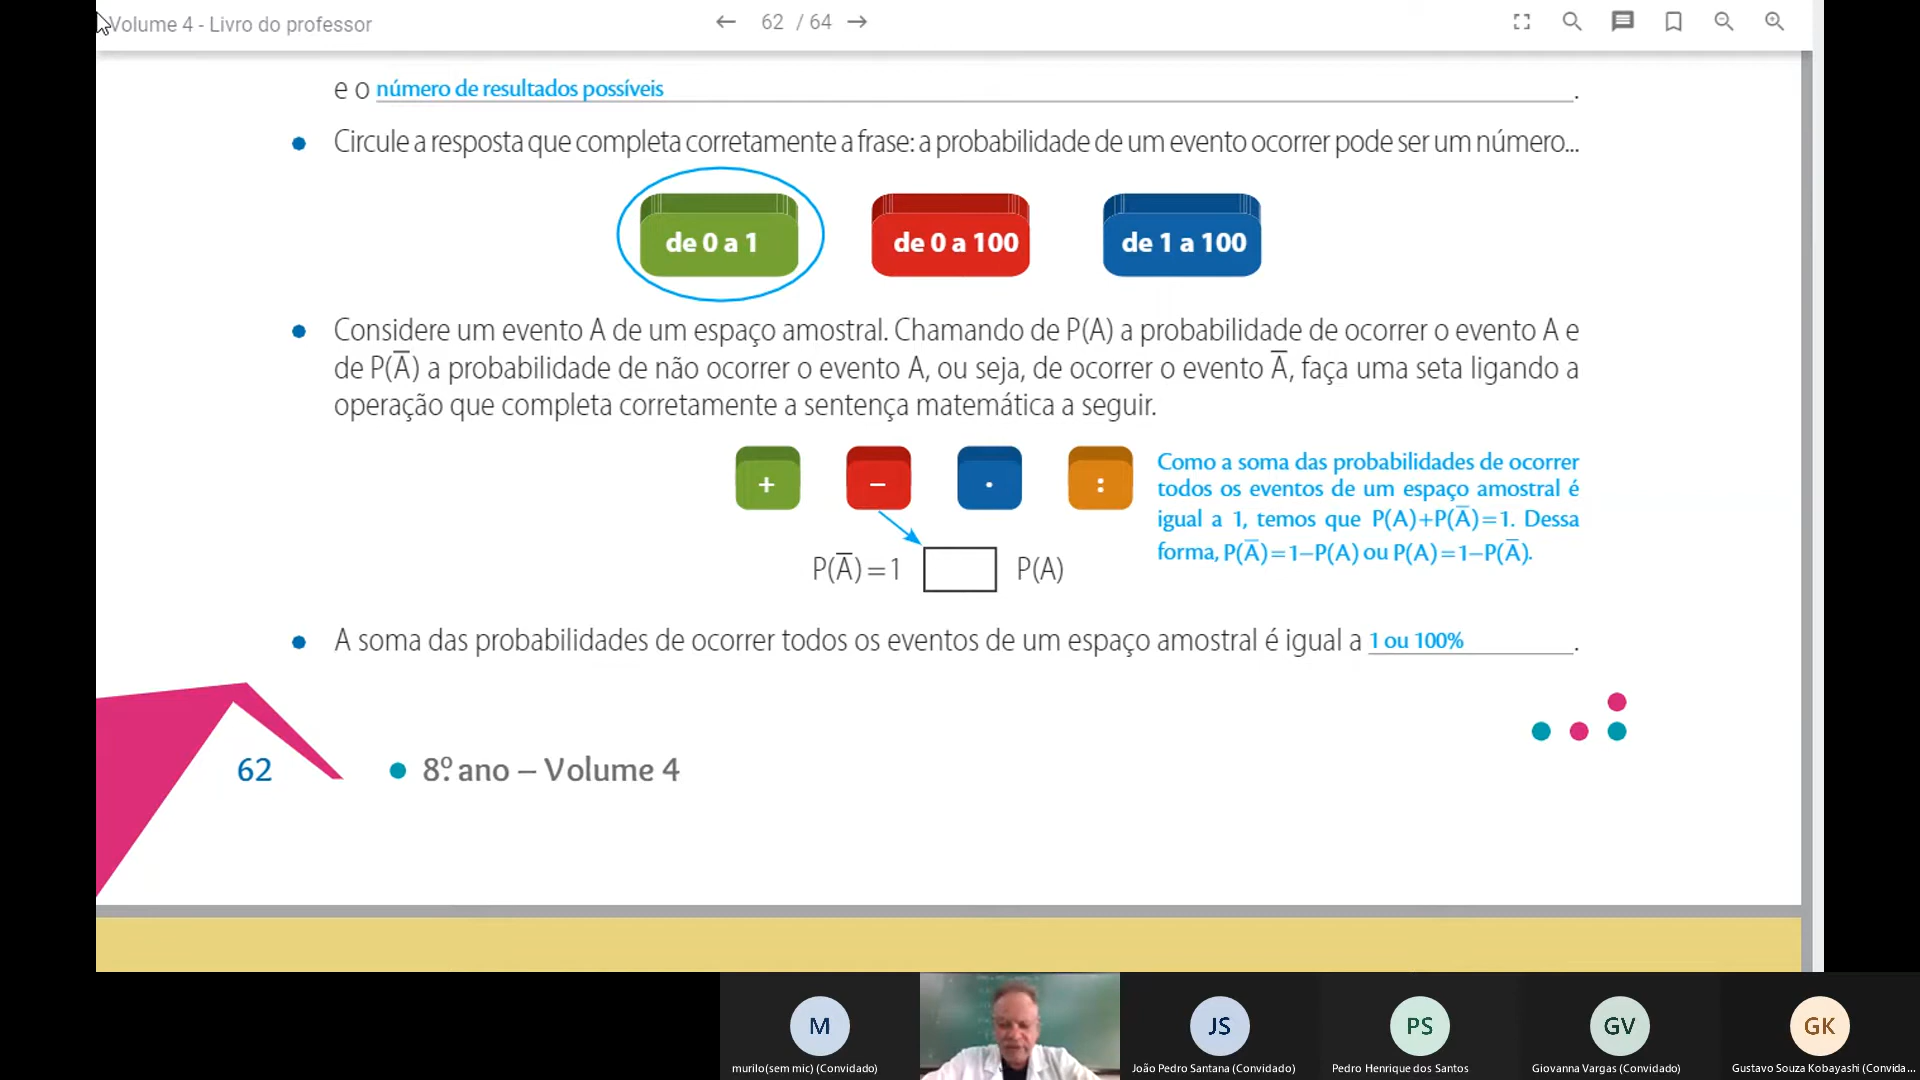 Volume 4 - Livro do professor
62 / 64
e o número de resultados possíveis.
Circule a resposta que completa corretamente a frase: a probabilidade de um evento ocorrer pode ser um número...
de 0 a 1
de 0 a 100
de 1 a 100
Considere um evento A de um espaço amostral. Chamando de P(A) a probabilidade de ocorrer o evento A e
de P(A̅) a probabilidade de não ocorrer o evento A, ou seja, de ocorrer o evento A̅, faça uma seta ligando a
operação que completa corretamente a sentença matemática a seguir.
+
–
·
:
Como a soma das probabilidades de ocorrer
todos os eventos de um espaço amostral é
igual a 1, temos que P(A)+P(A̅)=1. Dessa
forma, P(A̅)=1–P(A) ou P(A)=1–P(A̅).
P(A̅)=1 P(A)
A soma das probabilidades de ocorrer todos os eventos de um espaço amostral é igual a 1 ou 100%.
62
8º. ano – Volume 4
M
JS
PS
GV
GK
murilo(sem mic) (Convidado)
João Pedro Santana (Convidado)
Pedro Henrique dos Santos
Giovanna Vargas (Convidado)
Gustavo Souza Kobayashi (Convida...